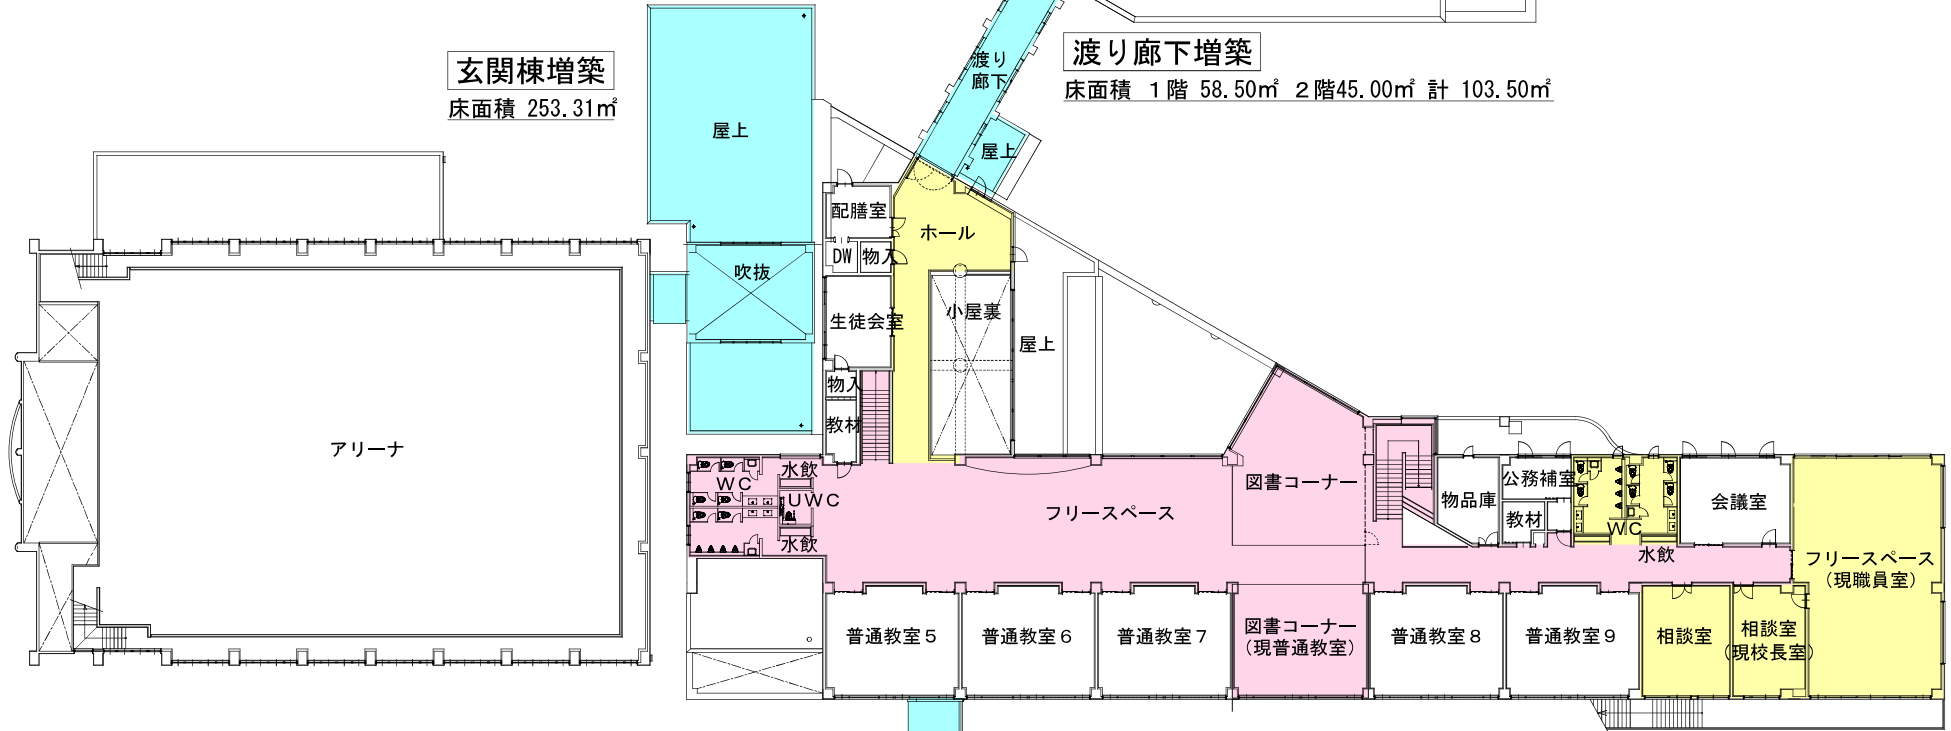 玄関棟増築
床面積 253.31㎡
渡り廊下増築
床面積 1階 58.50㎡ 2階45.00㎡ 計 103.50㎡
渡り
廊下
屋上
屋上
配膳室
ホール
DW
物入
吹抜
生徒会室
小屋裏
屋上
物入
教材
アリーナ
水飲
WC
UWC
水飲
フリースペース
図書コーナー
物品庫
公務補室
教材
WC
会議室
水飲
フリースペース
(現職員室)
普通教室5
普通教室6
普通教室7
図書コーナー
(現普通教室)
普通教室8
普通教室9
相談室
相談室
(現校長室)